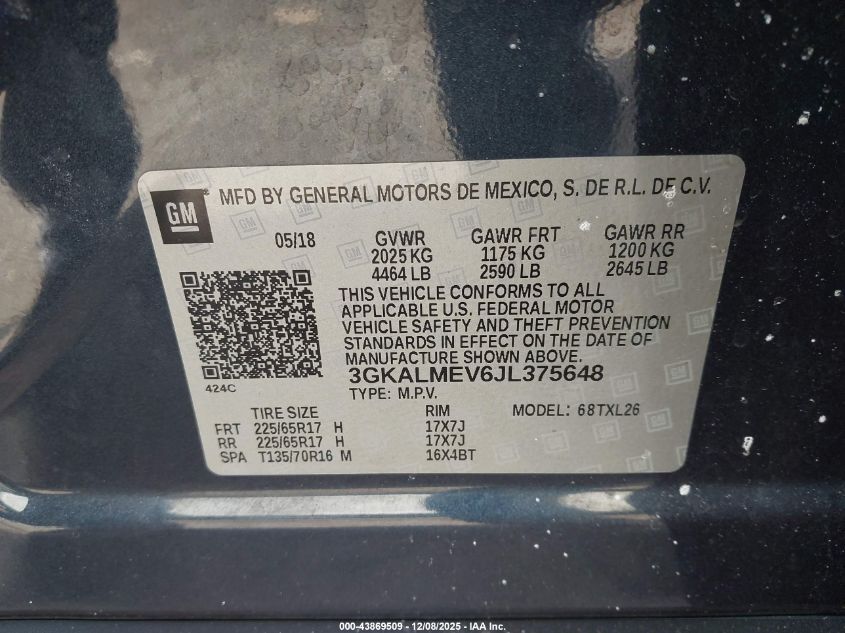 GM
MFD BY GENERAL MOTORS DE MEXICO, S. DE R.L. DE C.V.
05/18 GVWR GAWR FRT GAWR RR
2025 KG 1175 KG 1200 KG
4464 LB 2590 LB 2645 LB
THIS VEHICLE CONFORMS TO ALL
APPLICABLE U.S. FEDERAL MOTOR
VEHICLE SAFETY AND THEFT PREVENTION
STANDARDS IN EFFECT ON THE DATE OF
MANUFACTURE SHOWN ABOVE.
424C
3GKALMEV6JL375648
TYPE: M.P.V. MODEL: 68TXL26
TIRE SIZE RIM
FRT 225/65R17 H 17X7J
RR 225/65R17 H 17X7J
SPA T135/70R16 M 16X4BT
000-43869509 - 12/08/2025 - IAA Inc.